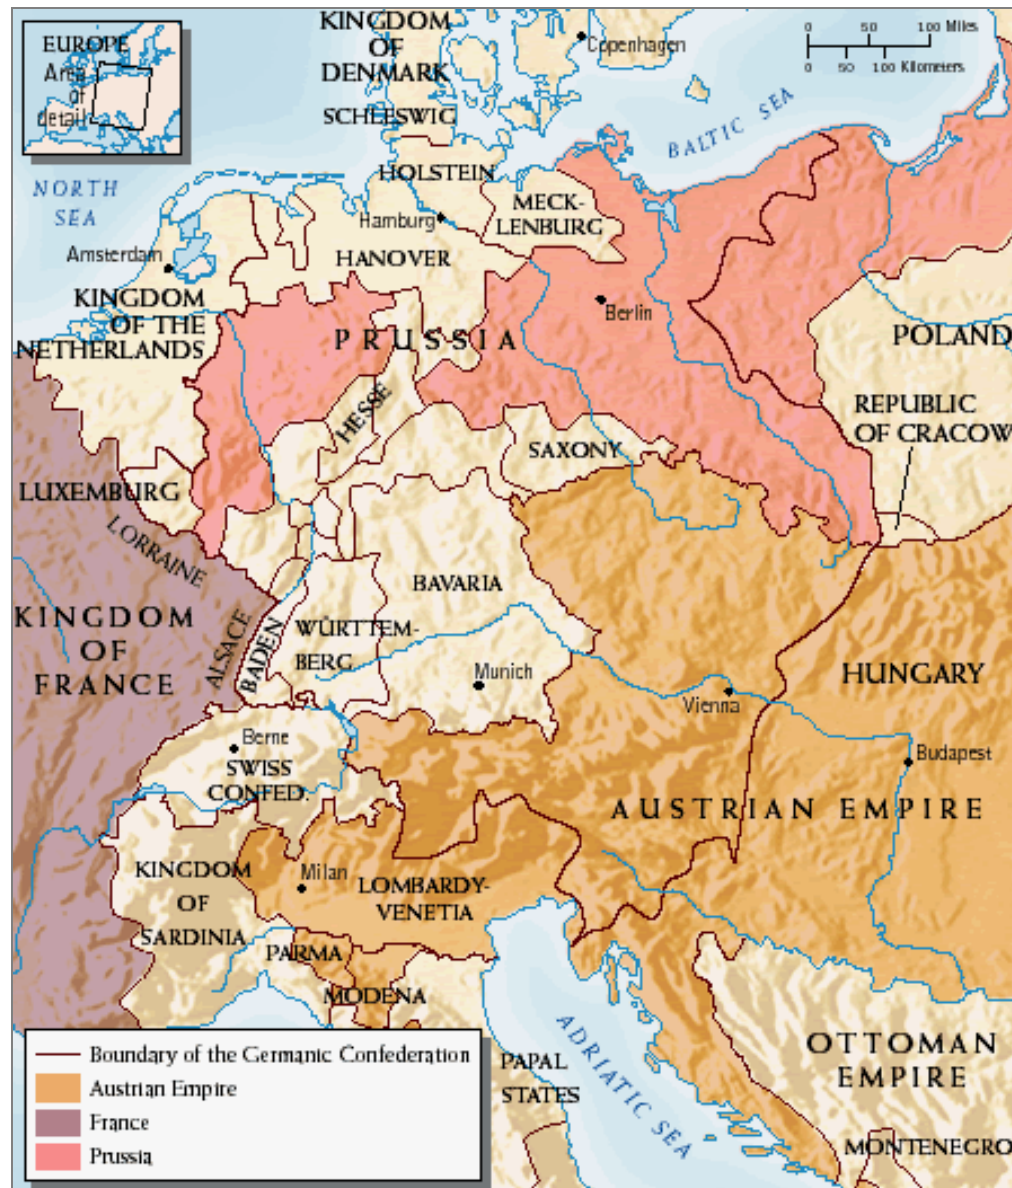 EUROPE
Area
of
detail
KINGDOM
OF
DENMARK
SCHLESWIG
Copenhagen
0 50 100 Miles
0 50 100 Kilometers
BALTIC SEA
NORTH
SEA
HOLSTEIN
MECK-
LENBURG
Hamburg
Amsterdam
HANOVER
KINGDOM
OF THE
NETHERLANDS
Berlin
PRUSSIA
POLAND
HESSE
REPUBLIC
OF CRACOW
SAXONY
LUXEMBURG
LORRAINE
BAVARIA
KINGDOM
OF
FRANCE
ALSACE
BADEN
WÜRTTEM-
BERG
Munich
Vienna
HUNGARY
Berne
SWISS
CONFED.
Budapest
AUSTRIAN EMPIRE
KINGDOM
OF
SARDINIA
Milan
LOMBARDY-
VENETIA
PARMA
MODENA
PAPAL
STATES
ADRIATIC SEA
OTTOMAN
EMPIRE
MONTENEGRO
Boundary of the Germanic Confederation
Austrian Empire
France
Prussia